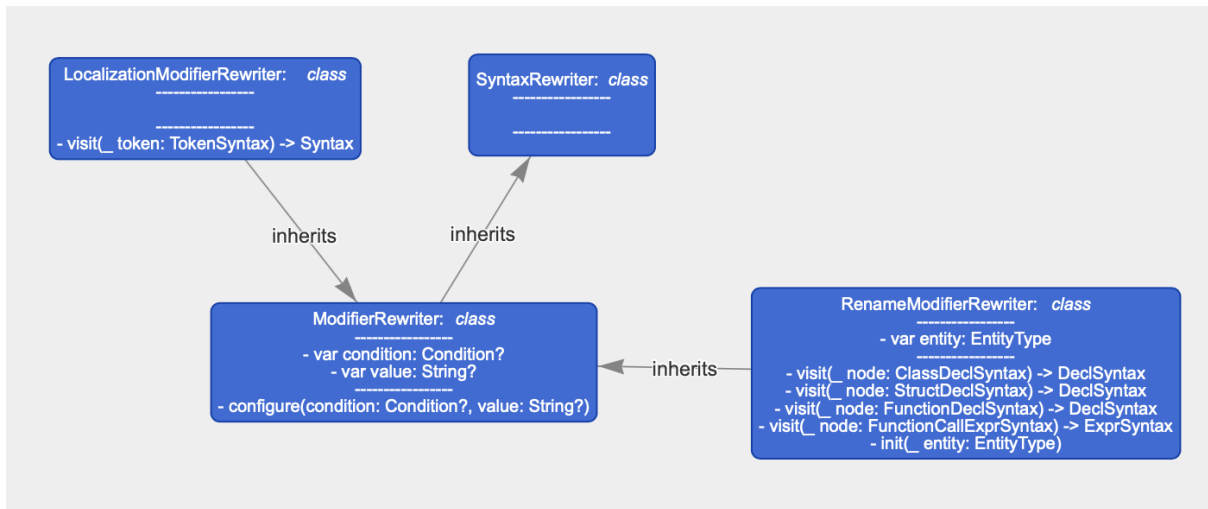 LocalizationModifierRewriter: class
-----------------
-----------------
- visit(_ token: TokenSyntax) -> Syntax
SyntaxRewriter: class
-----------------
-----------------
inherits
inherits
ModifierRewriter: class
-----------------
- var condition: Condition?
- var value: String?
-----------------
- configure(condition: Condition?, value: String?)
inherits
RenameModifierRewriter: class
-----------------
- var entity: EntityType
-----------------
- visit(_ node: ClassDeclSyntax) -> DeclSyntax
- visit(_ node: StructDeclSyntax) -> DeclSyntax
- visit(_ node: FunctionDeclSyntax) -> DeclSyntax
- visit(_ node: FunctionCallExprSyntax) -> ExprSyntax
- init(_ entity: EntityType)